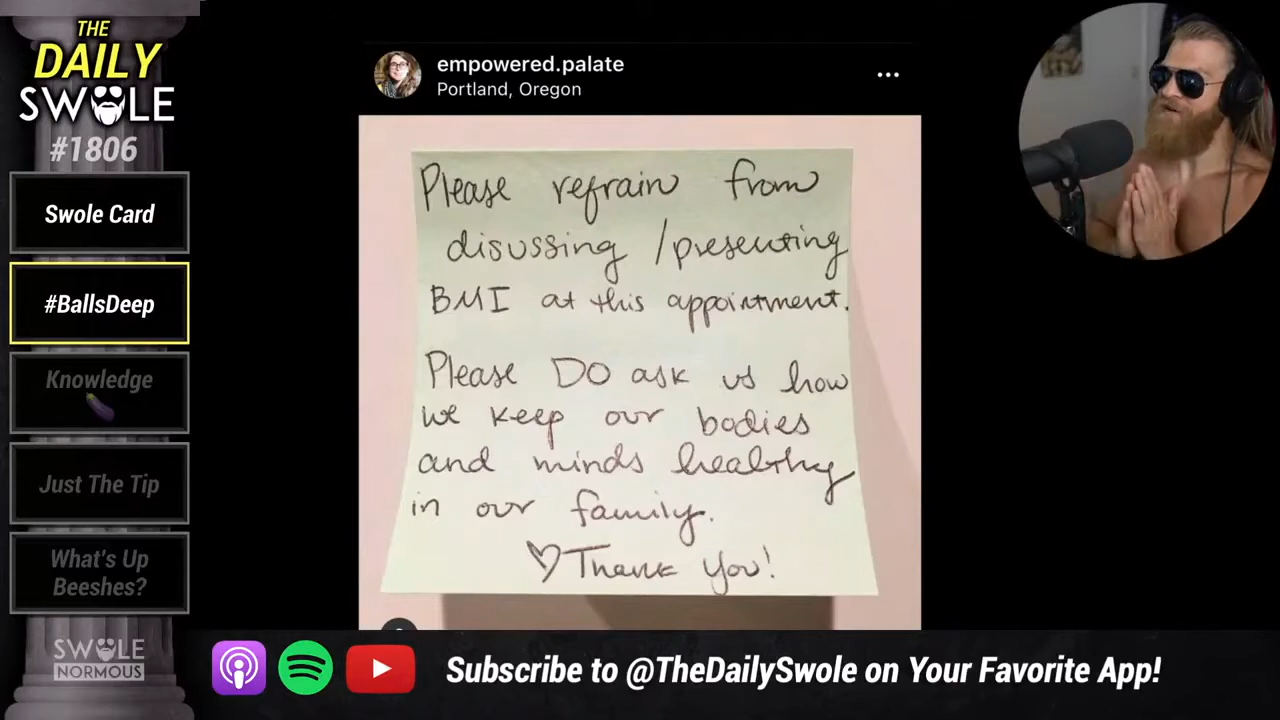 THE
DAILY
SWOLE
#1806
Swole Card
#BallsDeep
Knowledge
Just The Tip
What's Up
Beeshes?
SWOLE
NORMOUS
empowered.palate
Portland, Oregon
Please refrain from
disussing /presenting
BMI at this appointment.
Please DO ask us how
we keep our bodies
and minds healthy
in our family.
Thank you!
Subscribe to @TheDailySwole on Your Favorite App!